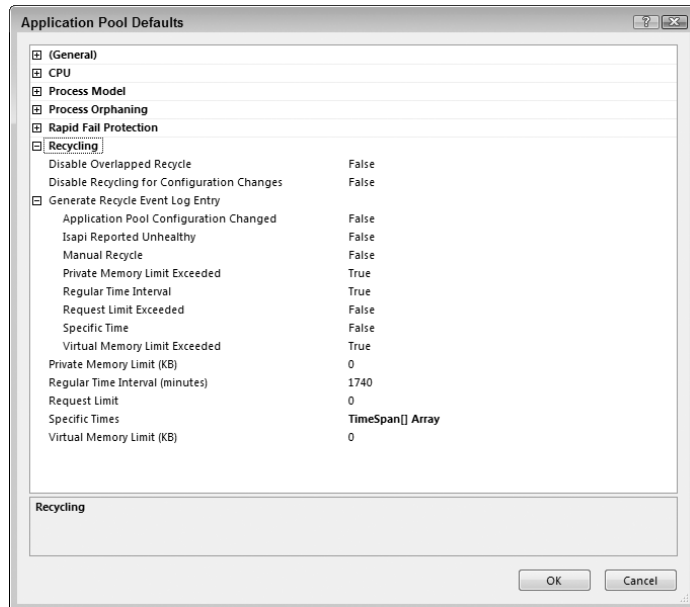 Application Pool Defaults
(General)
CPU
Process Model
Process Orphaning
Rapid Fail Protection
Recycling
Disable Overlapped Recycle False
Disable Recycling for Configuration Changes False
Generate Recycle Event Log Entry
Application Pool Configuration Changed False
Isapi Reported Unhealthy False
Manual Recycle False
Private Memory Limit Exceeded True
Regular Time Interval True
Request Limit Exceeded False
Specific Time False
Virtual Memory Limit Exceeded True
Private Memory Limit (KB) 0
Regular Time Interval (minutes) 1740
Request Limit 0
Specific Times TimeSpan[] Array
Virtual Memory Limit (KB) 0
Recycling
OK Cancel